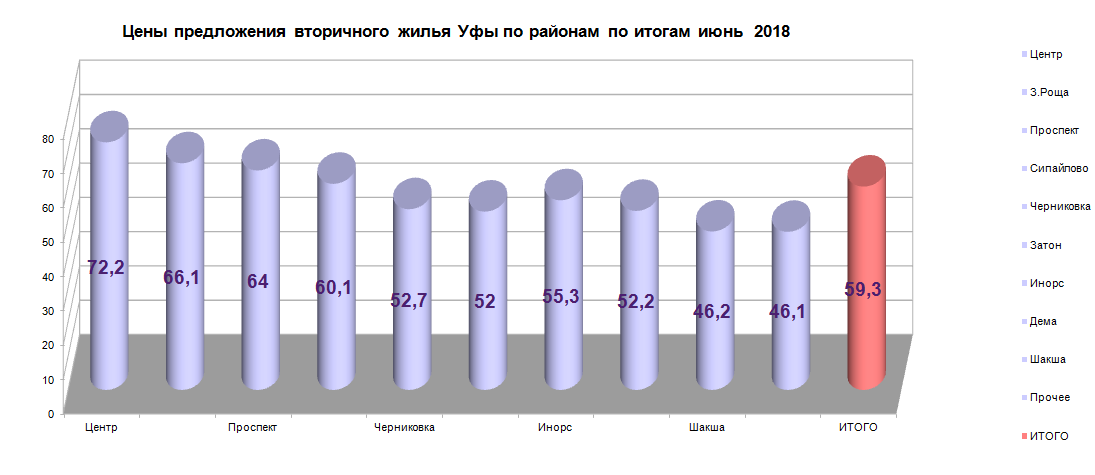 Цены предложения вторичного жилья Уфы по районам по итогам июнь 2018
80
70
60
50
40
30
20
10
0
72,2
66,1
64
60,1
52,7
52
55,3
52,2
46,2
46,1
59,3
Центр
Проспект
Черниковка
Инорс
Шакша
ИТОГО
Центр
З.Роща
Проспект
Сипайлово
Черниковка
Затон
Инорс
Дема
Шакша
Прочее
ИТОГО